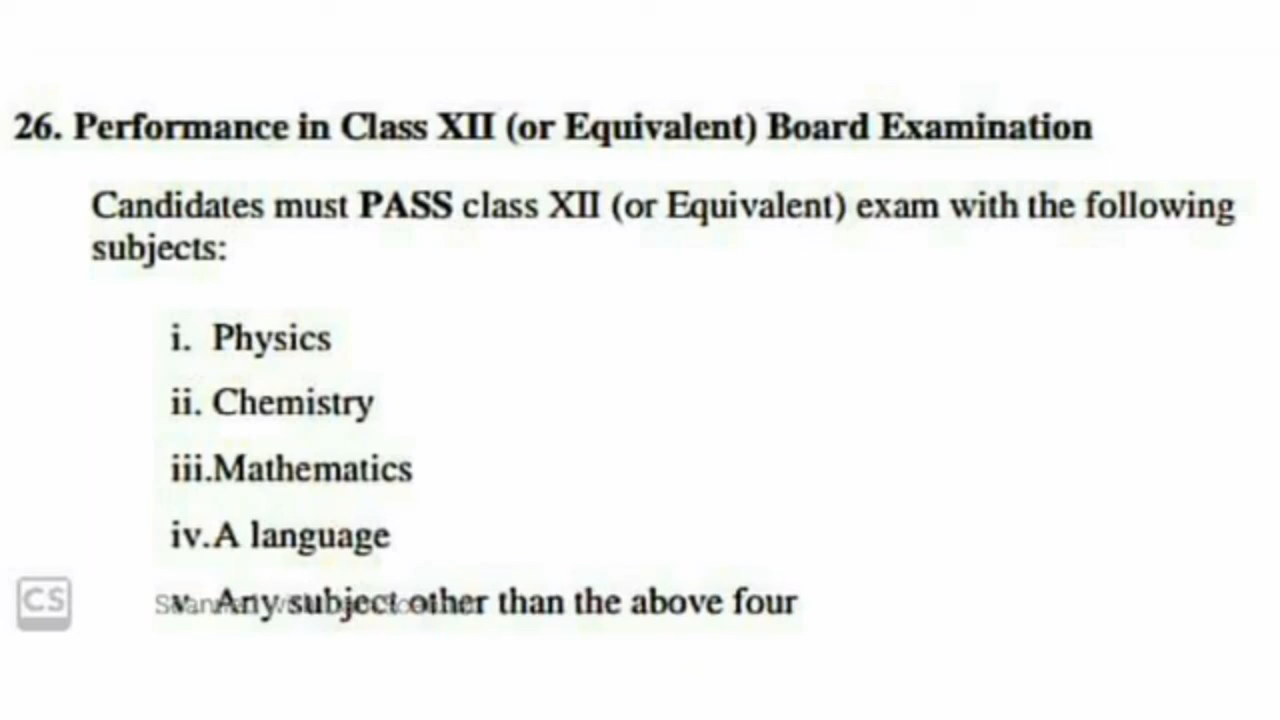 26. Performance in Class XII (or Equivalent) Board Examination
Candidates must PASS class XII (or Equivalent) exam with the following
subjects:
i. Physics
ii. Chemistry
iii.Mathematics
iv.A language
v. Any subject other than the above four
CS